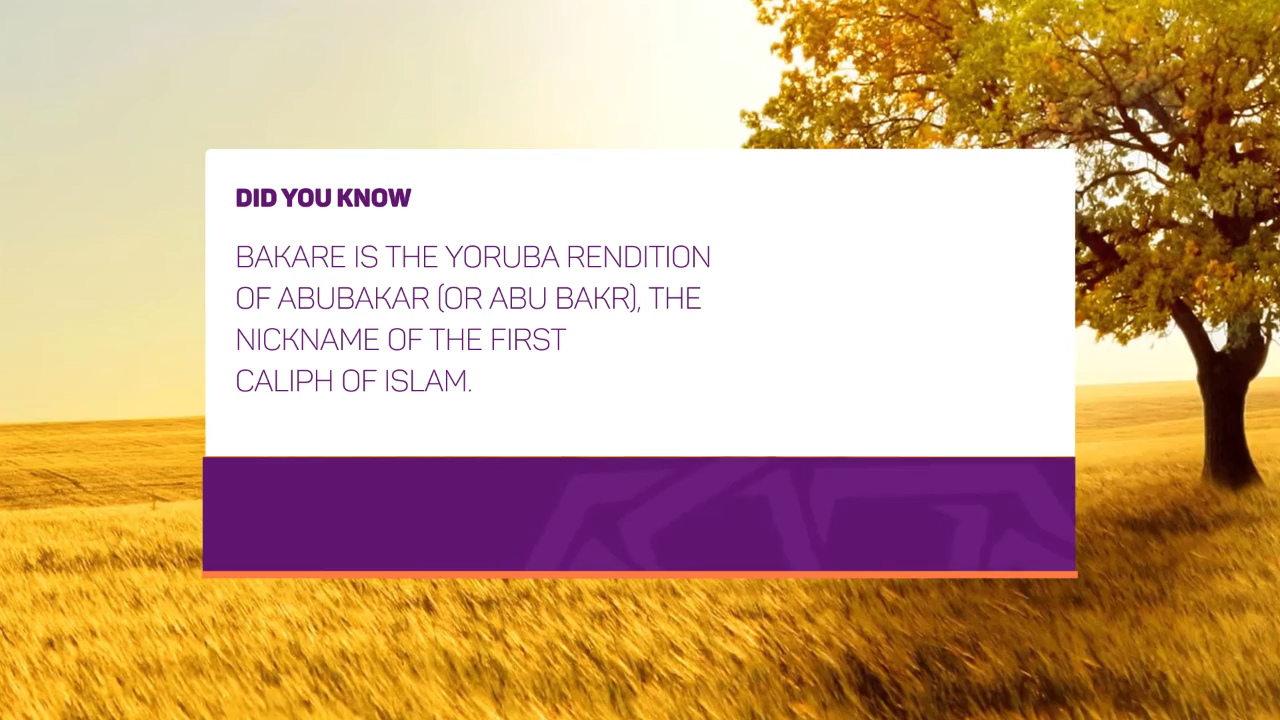 DID YOU KNOW
BAKARE IS THE YORUBA RENDITION
OF ABUBAKAR (OR ABU BAKR), THE
NICKNAME OF THE FIRST
CALIPH OF ISLAM.